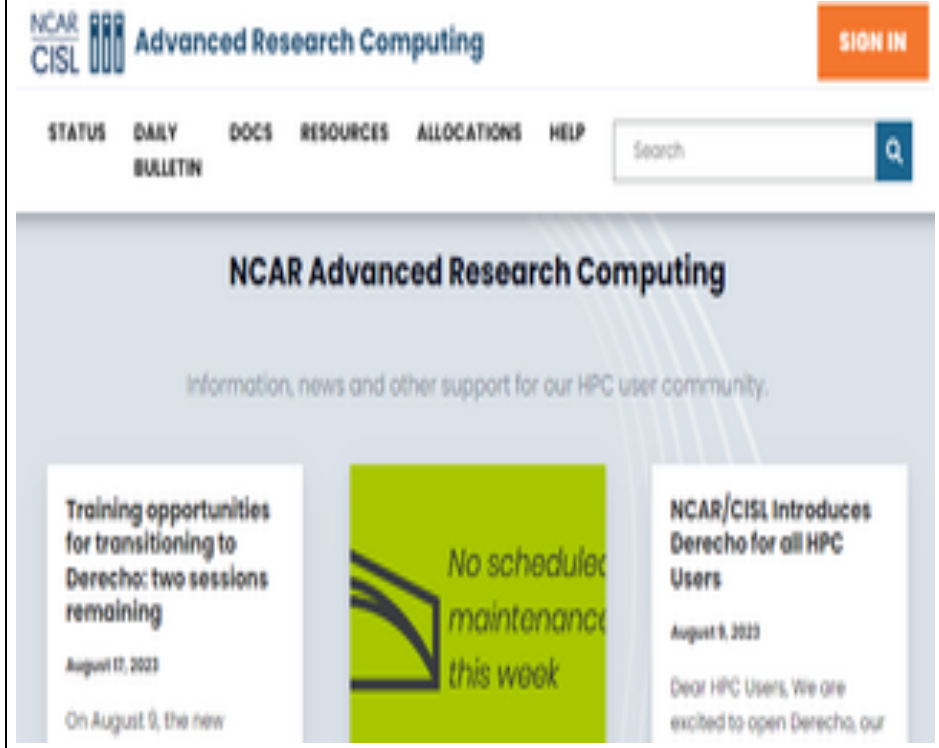 NCAR
CISL
Advanced Research Computing
SIGN IN
STATUS
DAILY
BULLETIN
DOCS
RESOURCES
ALLOCATIONS
HELP
Search
NCAR Advanced Research Computing
Information, news and other support for our HPC user community.
Training opportunities
for transitioning to
Derecho: two sessions
remaining
August 17, 2023
On August 9, the new
No scheduled
maintenance
this week
NCAR/CISL Introduces
Derecho for all HPC
Users
August 9, 2023
Dear HPC Users, We are
excited to open Derecho, our